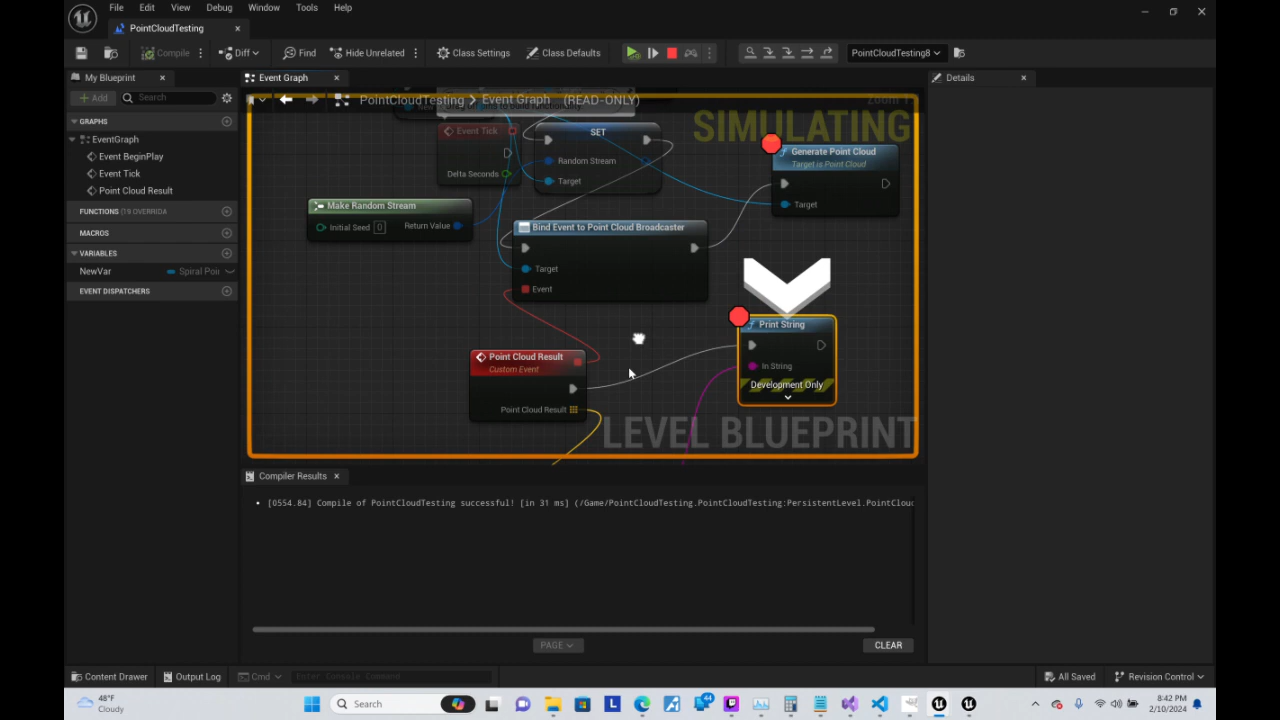 File Edit View Debug Window Tools Help
PointCloudTesting
Compile Diff Find Hide Unrelated Class Settings Class Defaults PointCloudTesting8
My Blueprint Event Graph Details
Add Search
PointCloudTesting > Event Graph (READ-ONLY)
SIMULATING
GRAPHS
EventGraph
Event BeginPlay
Event Tick
Point Cloud Result
FUNCTIONS (19 OVERRIDA
MACROS
VARIABLES
NewVar Spiral Poi
EVENT DISPATCHERS
Event Tick
Delta Seconds
SET
Random Stream
Target
Generate Point Cloud
Target is Point Cloud
Target
Make Random Stream
Initial Seed 0 Return Value
Bind Event to Point Cloud Broadcaster
Target
Event
Print String
In String
Development Only
Point Cloud Result
Custom Event
Point Cloud Result
LEVEL BLUEPRINT
Compiler Results
[0554.84] Compile of PointCloudTesting successful! [in 31 ms] (/Game/PointCloudTesting.PointCloudTesting:PersistentLevel.PointClou
PAGE CLEAR
Content Drawer Output Log Cmd Enter Console Command All Saved Revision Control
48°F
Cloudy
Search
44
8:42 PM
2/10/2024